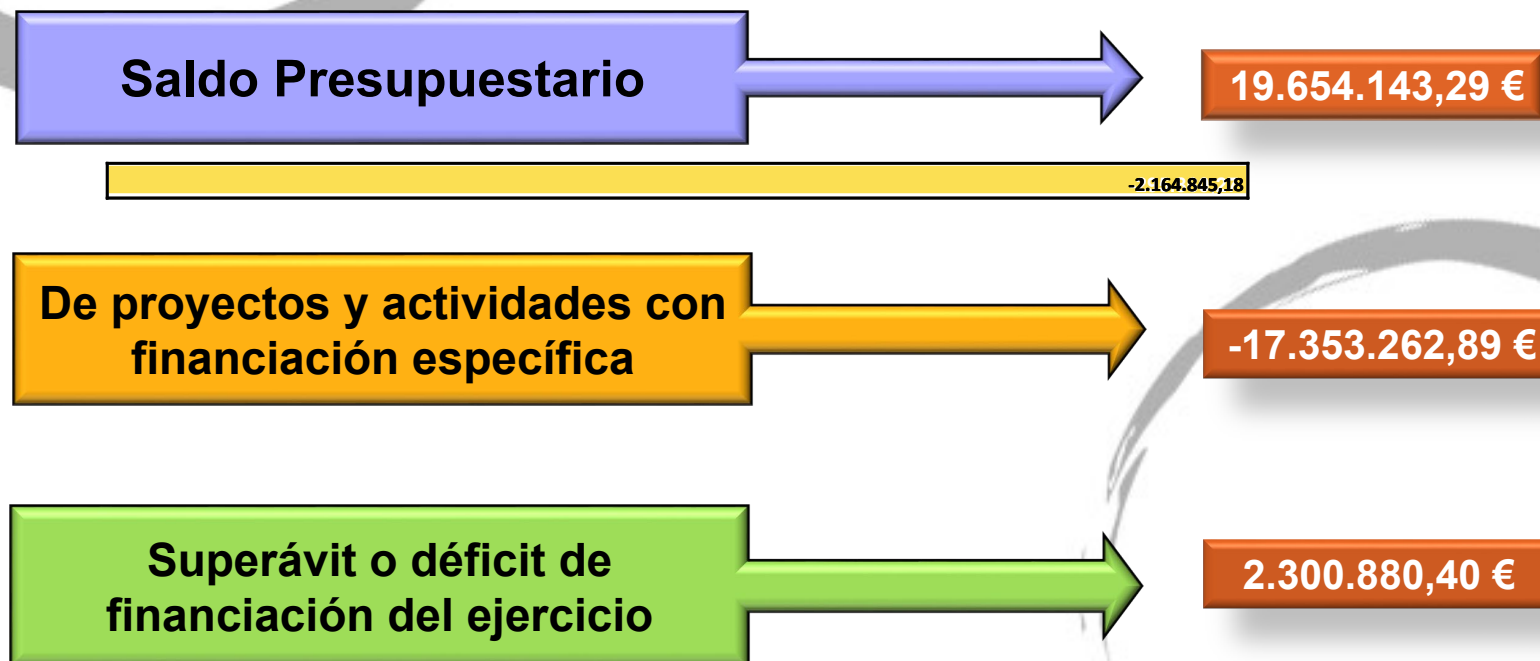 Saldo Presupuestario
19.654.143,29 €
-2.164.845,18
De proyectos y actividades con
financiación específica
-17.353.262,89 €
Superávit o déficit de
financiación del ejercicio
2.300.880,40 €